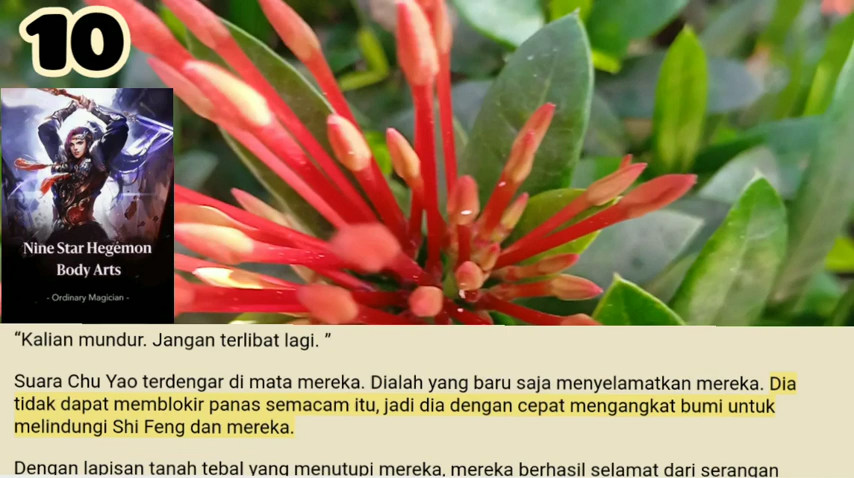 10
Nine Star Hegemon
Body Arts
- Ordinary Magician -
“Kalian mundur. Jangan terlibat lagi. ”
Suara Chu Yao terdengar di mata mereka. Dialah yang baru saja menyelamatkan mereka. Dia
tidak dapat memblokir panas semacam itu, jadi dia dengan cepat mengangkat bumi untuk
melindungi Shi Feng dan mereka.
Dengan lapisan tanah tebal yang menutupi mereka, mereka berhasil selamat dari serangan